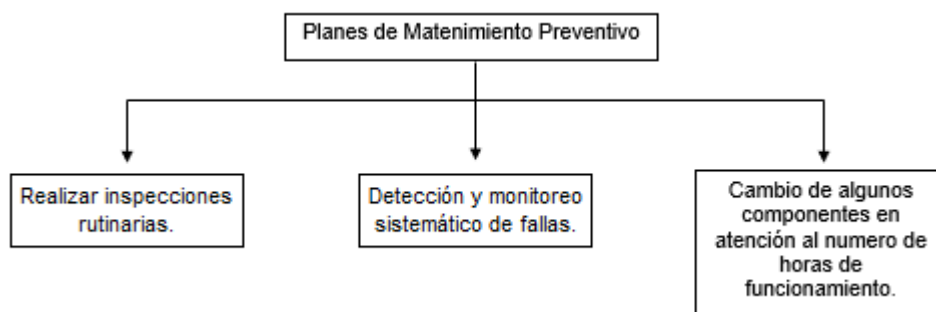 Planes de Matenimiento Preventivo
Realizar inspecciones
rutinarias.
Detección y monitoreo
sistemático de fallas.
Cambio de algunos
componentes en
atención al numero de
horas de
funcionamiento.